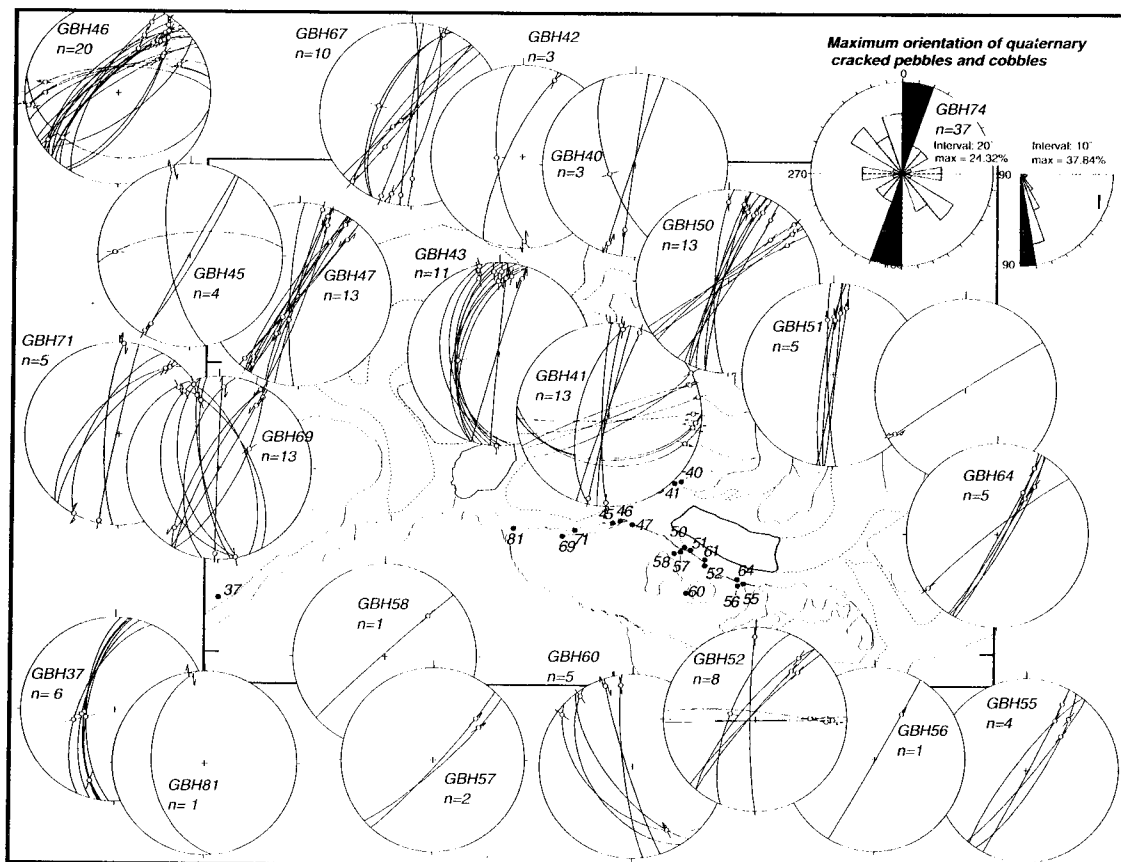 GBH46
n=20
GBH67
n=10
GBH42
n=3
Maximum orientation of quaternary
cracked pebbles and cobbles
0
GBH74
n=37
Interval: 20°
max = 24.32%
Interval: 10°
max = 37.84%
270
90
90
GBH40
n=3
GBH50
n=13
GBH45
n=4
GBH47
n=13
GBH43
n=11
GBH51
n=5
GBH71
n=5
GBH41
n=13
GBH69
n=13
GBH64
n=5
40
41
45
46
47
81
69
71
50
51
58
57
61
52
64
60
56
55
37
GBH58
n=1
GBH37
n= 6
GBH60
n=5
GBH52
n=8
GBH56
n=1
GBH55
n=4
GBH81
n= 1
GBH57
n=2